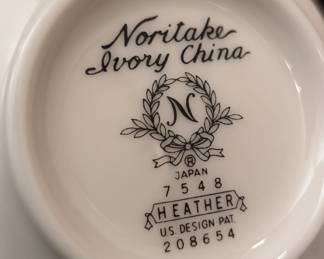 Noritake
Ivory China
N
®
JAPAN
7548
HEATHER
U.S. DESIGN PAT.
208654